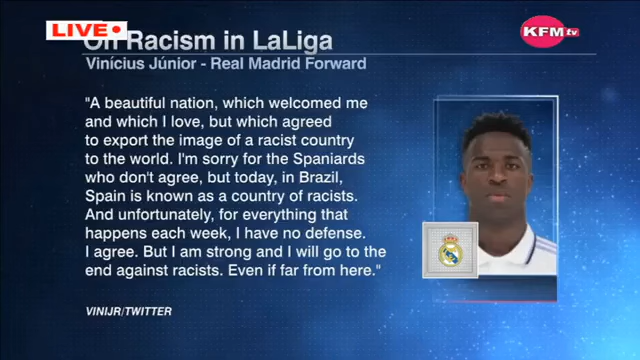 LIVE
KFM tv
On Racism in LaLiga
Vinícius Júnior - Real Madrid Forward
"A beautiful nation, which welcomed me
and which I love, but which agreed
to export the image of a racist country
to the world. I'm sorry for the Spaniards
who don't agree, but today, in Brazil,
Spain is known as a country of racists.
And unfortunately, for everything that
happens each week, I have no defense.
I agree. But I am strong and I will go to the
end against racists. Even if far from here."
VINIJR/TWITTER